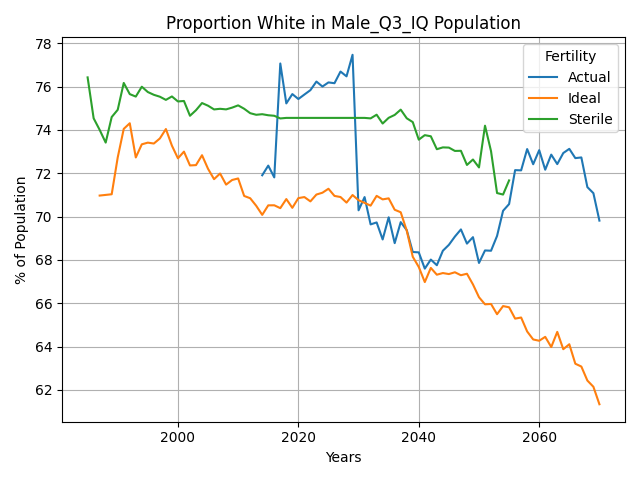 Proportion White in Male_Q3_IQ Population
% of Population
78
76
74
72
70
68
66
64
62
Fertility
Actual
Ideal
Sterile
2000
2020
2040
2060
Years